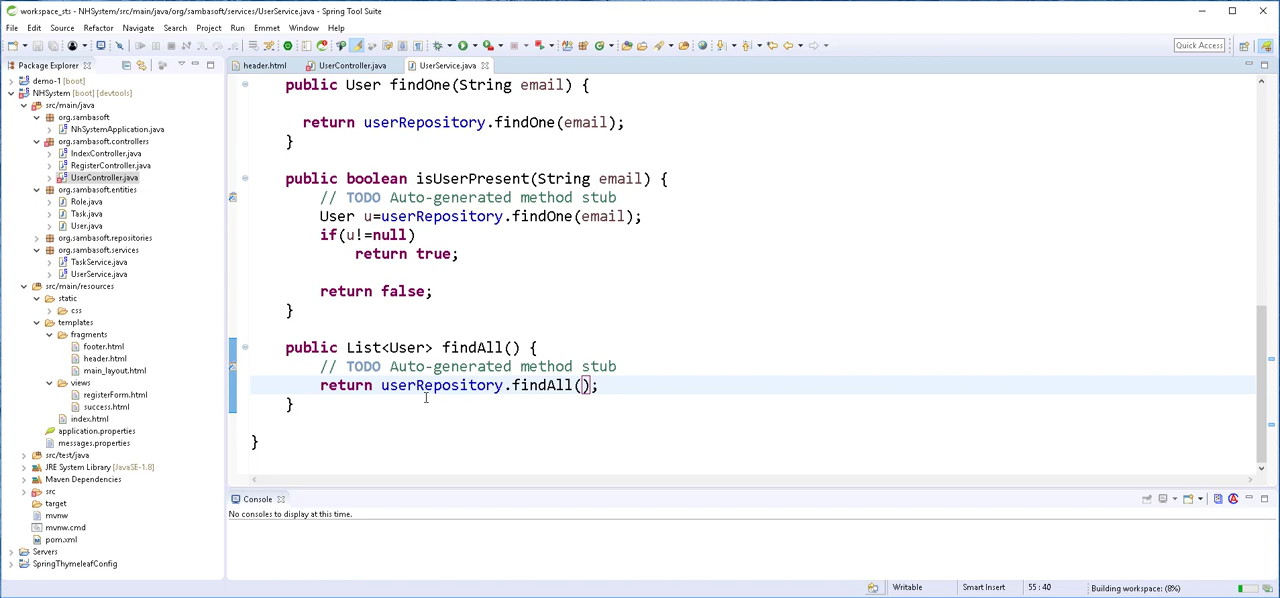 workspace_sts - NHSystem/src/main/java/org/sambasoft/services/UserService.java - Spring Tool Suite
File Edit Source Refactor Navigate Search Project Run Emmet Window Help
Quick Access
Package Explorer
header.html UserController.java UserService.java
demo-1 [boot]
NHSystem [boot] [devtools]
src/main/java
org.sambasoft
NhSystemApplication.java
org.sambasoft.controllers
IndexController.java
RegisterController.java
UserController.java
org.sambasoft.entities
Role.java
Task.java
User.java
org.sambasoft.repositories
org.sambasoft.services
TaskService.java
UserService.java
src/main/resources
static
css
templates
fragments
footer.html
header.html
main_layout.html
views
registerForm.html
success.html
index.html
application.properties
messages.properties
src/test/java
JRE System Library [JavaSE-1.8]
Maven Dependencies
src
target
mvnw
mvnw.cmd
pom.xml
Servers
SpringThymeleafConfig
public User findOne(String email) {
return userRepository.findOne(email);
}
public boolean isUserPresent(String email) {
// TODO Auto-generated method stub
User u=userRepository.findOne(email);
if(u!=null)
return true;
return false;
}
public List<User> findAll() {
// TODO Auto-generated method stub
return userRepository.findAll();
}
}
Console
No consoles to display at this time.
Writable Smart Insert 55 : 40 Building workspace: (8%)